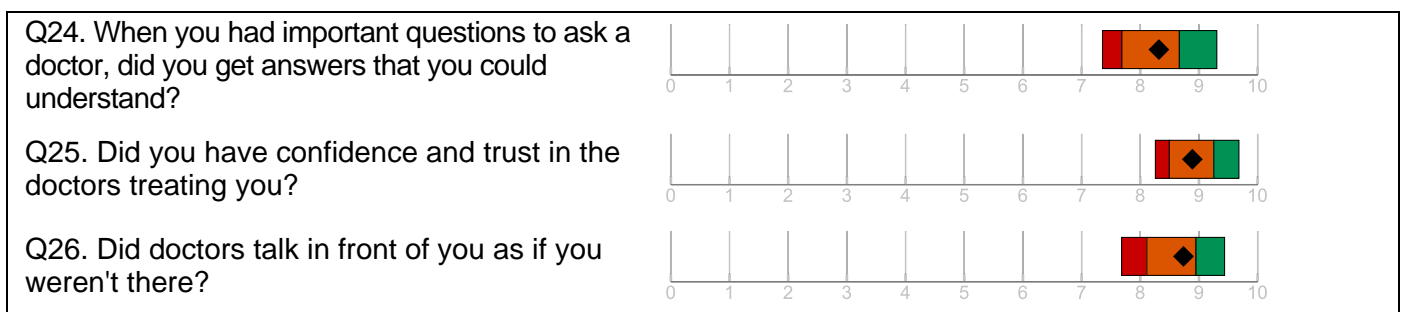 Q24. When you had important questions to ask a
doctor, did you get answers that you could
understand?
0 1 2 3 4 5 6 7 8 9 10
Q25. Did you have confidence and trust in the
doctors treating you?
0 1 2 3 4 5 6 7 8 9 10
Q26. Did doctors talk in front of you as if you
weren't there?
0 1 2 3 4 5 6 7 8 9 10